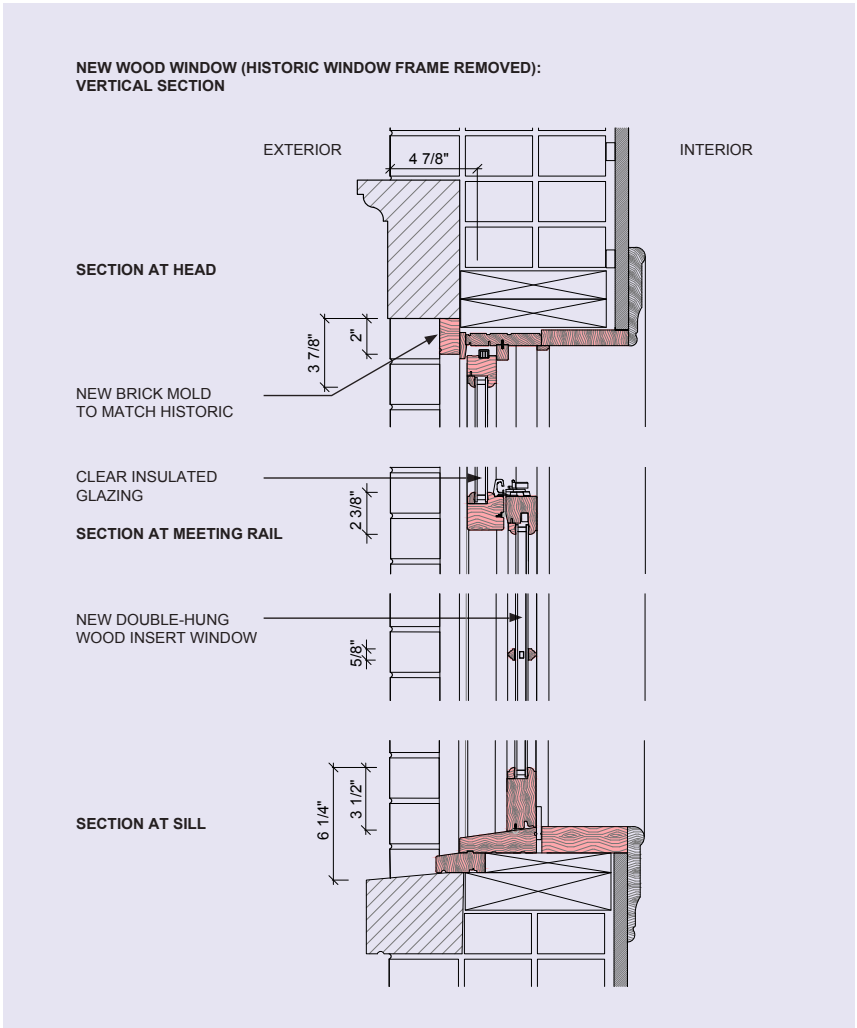 NEW WOOD WINDOW (HISTORIC WINDOW FRAME REMOVED):
VERTICAL SECTION
EXTERIOR
4 7/8"
INTERIOR
SECTION AT HEAD
3 7/8"
2"
NEW BRICK MOLD
TO MATCH HISTORIC
CLEAR INSULATED
GLAZING
2 3/8"
SECTION AT MEETING RAIL
NEW DOUBLE-HUNG
WOOD INSERT WINDOW
5/8"
6 1/4"
3 1/2"
SECTION AT SILL